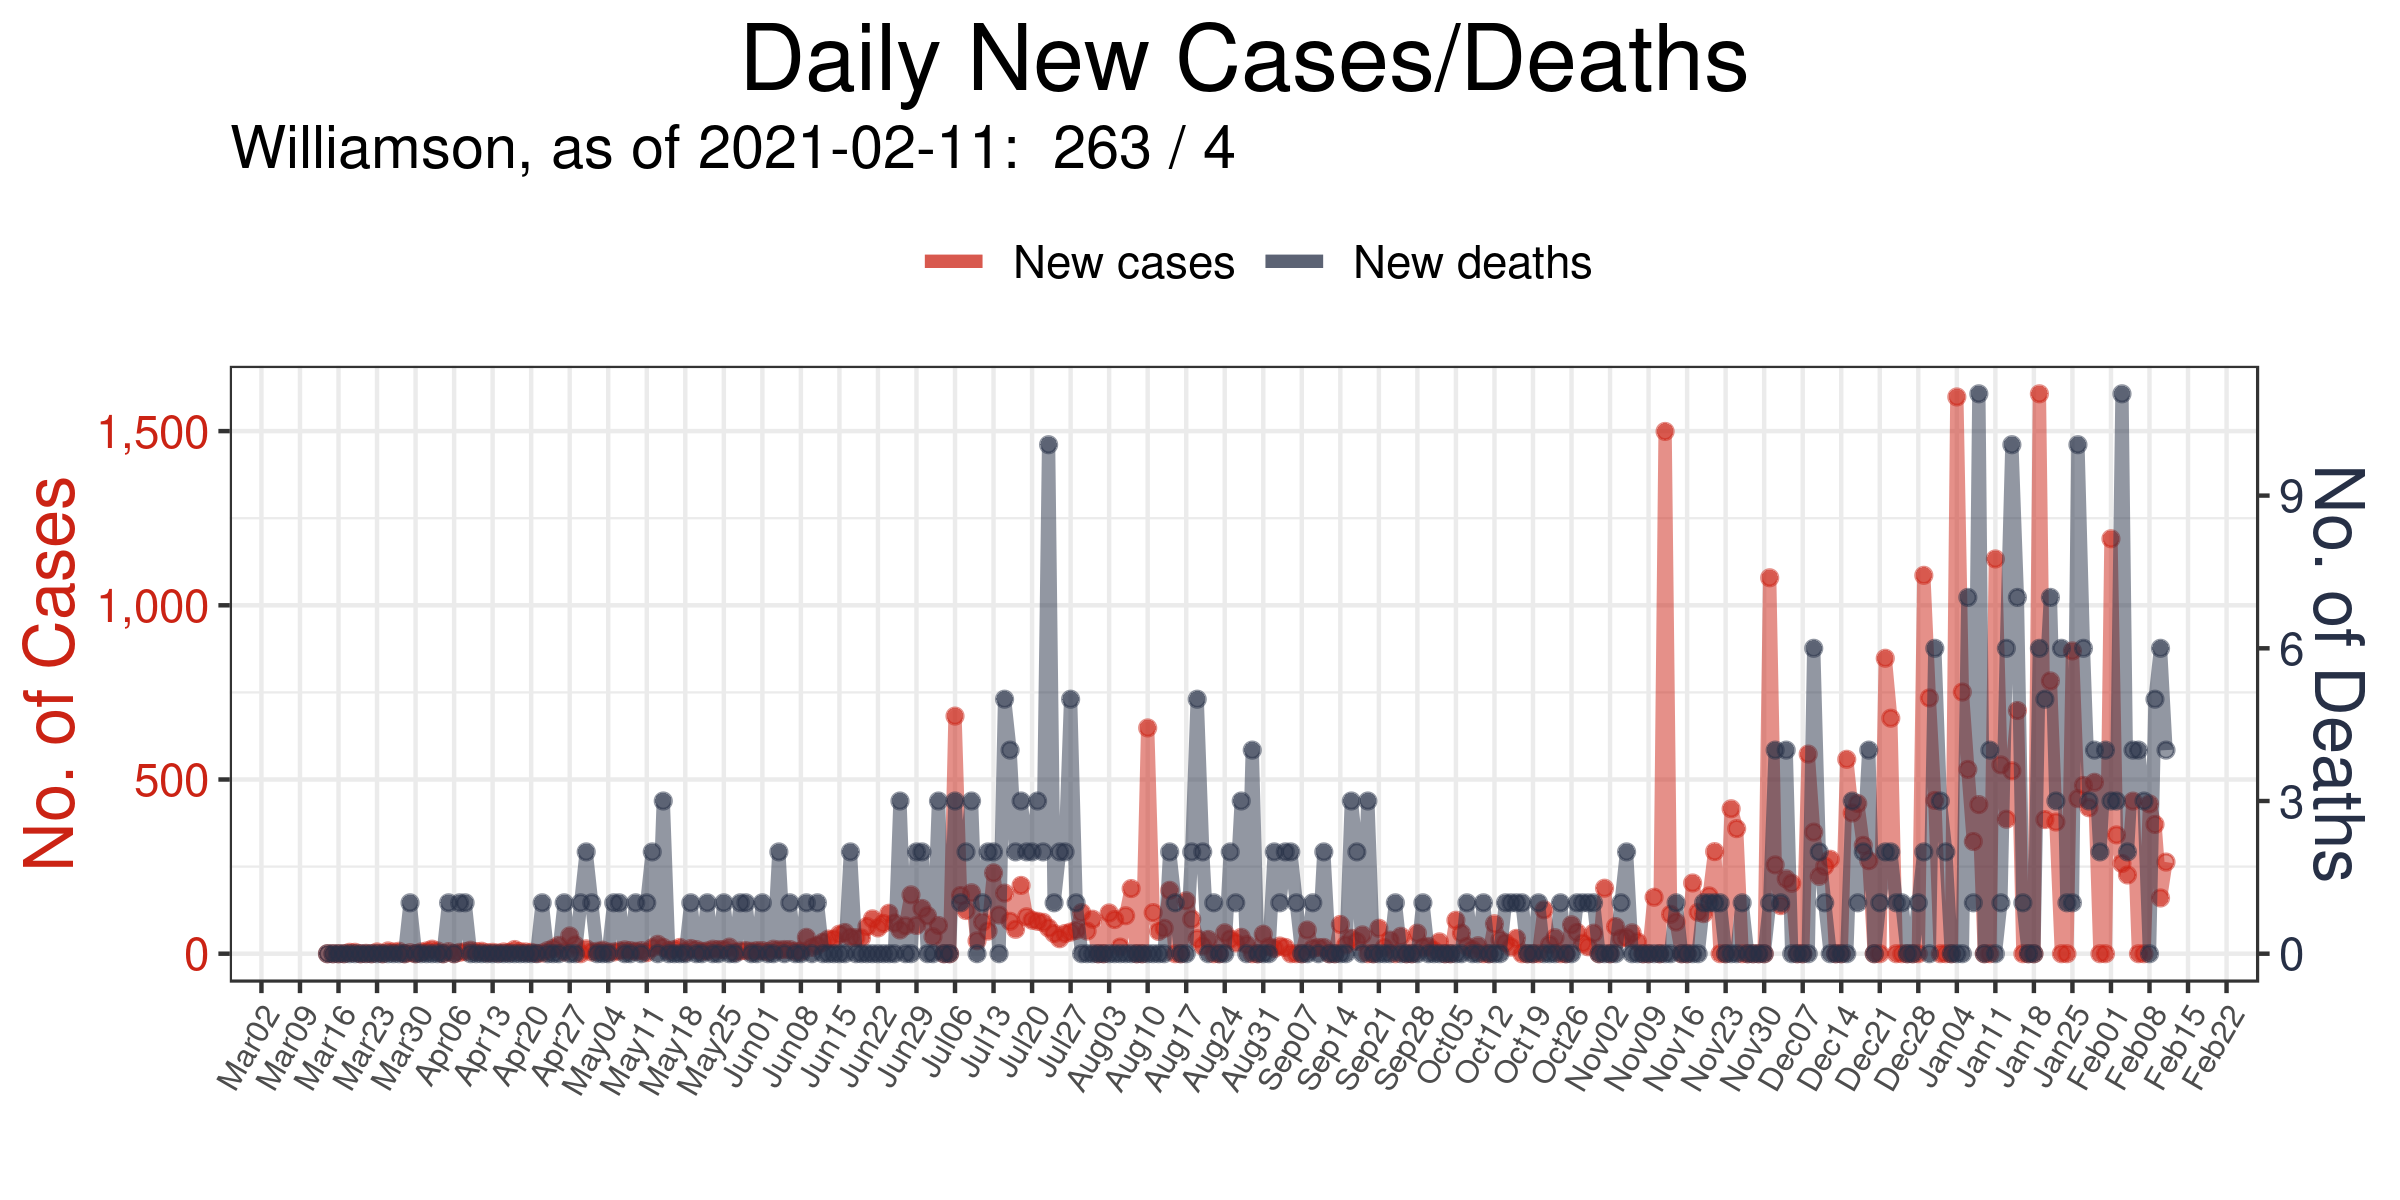 Daily New Cases/Deaths
Williamson, as of 2021-02-11:  263 / 4
New cases
New deaths
No. of Cases
1,500
1,000
500
0
No. of Deaths
9
6
3
0
Mar02
Mar09
Mar16
Mar23
Mar30
Apr06
Apr13
Apr20
Apr27
May04
May11
May18
May25
Jun01
Jun08
Jun15
Jun22
Jun29
Jul06
Jul13
Jul20
Jul27
Aug03
Aug10
Aug17
Aug24
Aug31
Sep07
Sep14
Sep21
Sep28
Oct05
Oct12
Oct19
Oct26
Nov02
Nov09
Nov16
Nov23
Nov30
Dec07
Dec14
Dec21
Dec28
Jan04
Jan11
Jan18
Jan25
Feb01
Feb08
Feb15
Feb22